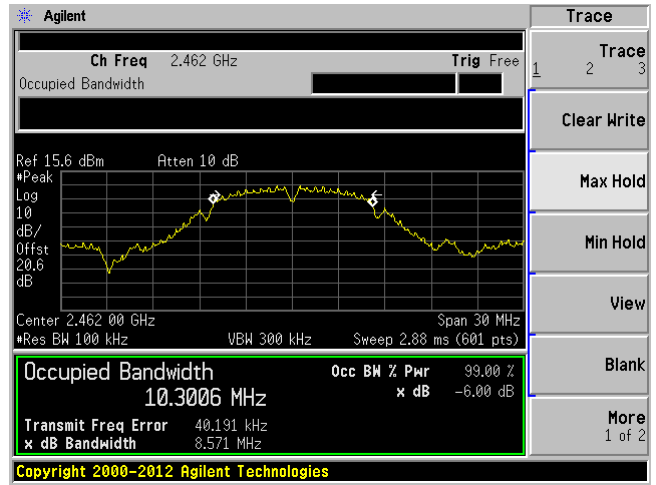 Agilent
Trace
Ch Freq 2.462 GHz Trig Free
Occupied Bandwidth
Trace
1 2 3
Clear Write
Max Hold
Min Hold
View
Blank
More
1 of 2
Ref 15.6 dBm Atten 10 dB
#Peak
Log
10
dB/
Offst
20.6
dB
Center 2.462 00 GHz Span 30 MHz
#Res BW 100 kHz VBW 300 kHz Sweep 2.88 ms (601 pts)
Occupied Bandwidth Occ BW % Pwr 99.00 %
10.3006 MHz x dB -6.00 dB
Transmit Freq Error 40.191 kHz
x dB Bandwidth 8.571 MHz
Copyright 2000-2012 Agilent Technologies